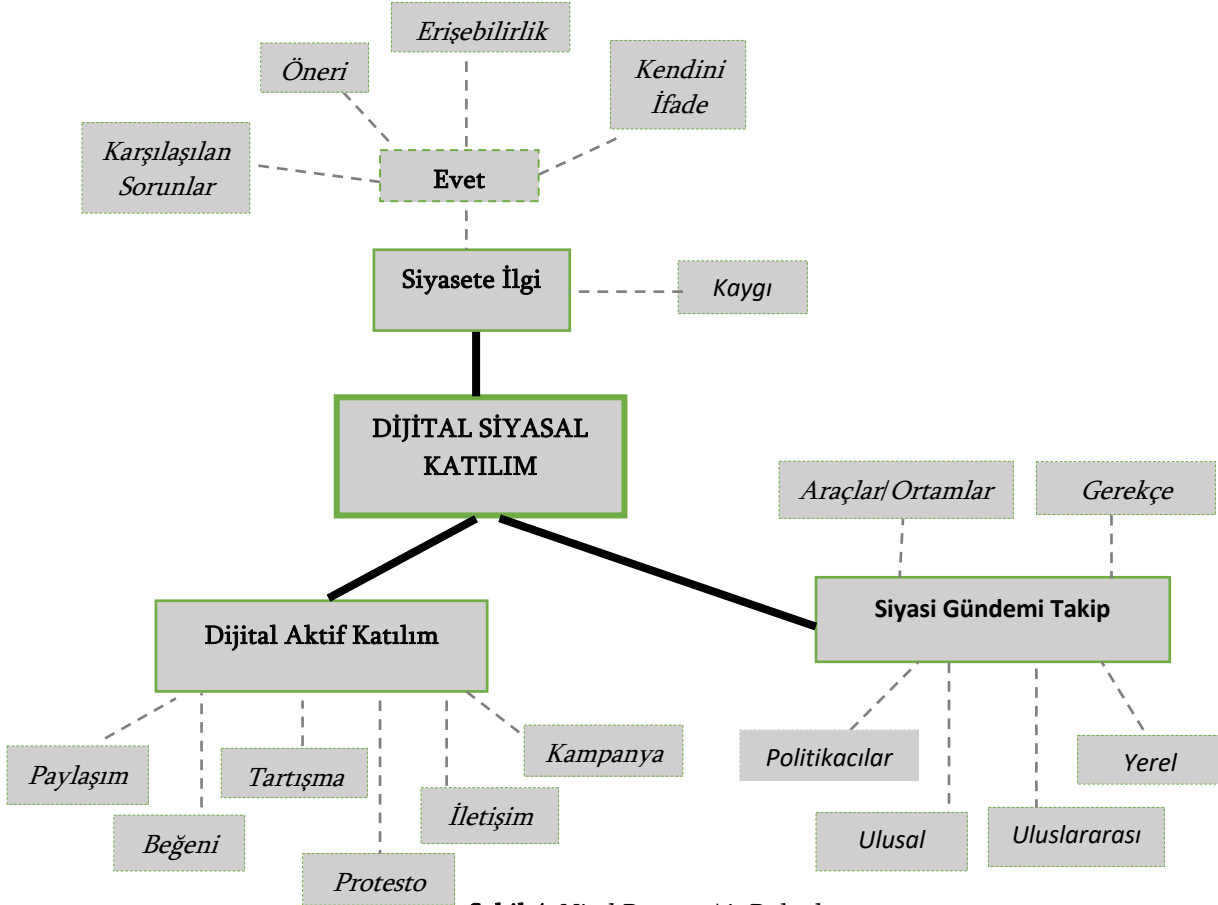 Erişebilirlik
Öneri
Kendini
İfade
Karşılaşılan
Sorunlar
Evet
Siyasete İlgi
Kaygı
DİJİTAL SİYASAL
KATILIM
Araçlar/Ortamlar
Gerekçe
Siyasi Gündemi Takip
Dijital Aktif Katılım
Paylaşım
Beğeni
Tartışma
Protesto
İletişim
Kampanya
Politikacılar
Ulusal
Uluslararası
Yerel